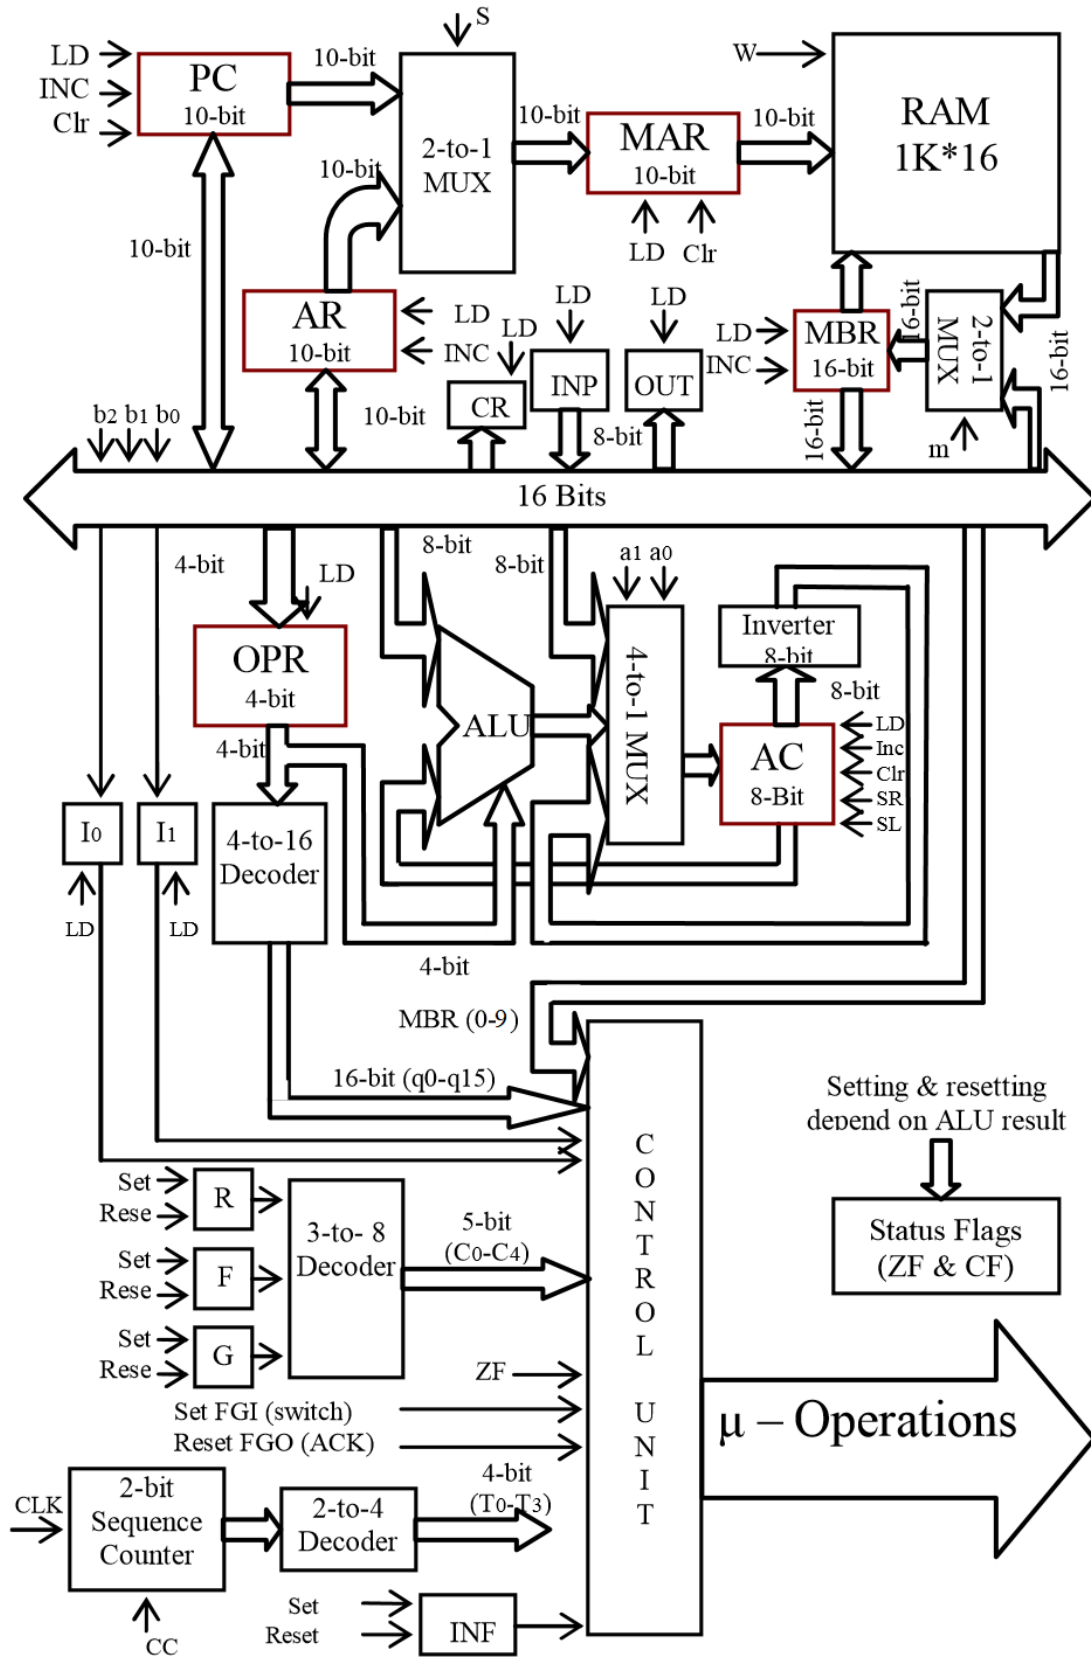 S
LD
INC
Clr
PC
10-bit
10-bit
2-to-1
MUX
10-bit
MAR
10-bit
LD
Clr
10-bit
W
RAM
1K*16
10-bit
10-bit
AR
10-bit
LD
INC
10-bit
LD
CR
LD
INP
8-bit
LD
OUT
LD
INC
MBR
16-bit
16-bit
16-bit
2-to-1
MUX
m
16-bit
b2 b1 b0
16 Bits
4-bit
LD
OPR
4-bit
4-bit
8-bit
8-bit
ALU
a1 a0
4-to-1 MUX
Inverter
8-bit
8-bit
AC
8-Bit
LD
Inc
Clr
SR
SL
I0
LD
I1
LD
4-to-16
Decoder
4-bit
MBR (0-9)
16-bit (q0-q15)
CONTROL UNIT
Setting & resetting
depend on ALU result
Status Flags
(ZF & CF)
Set
Rese
R
Set
Rese
F
Set
Rese
G
3-to- 8
Decoder
5-bit
(C0-C4)
ZF
Set FGI (switch)
Reset FGO (ACK)
μ – Operations
CLK
2-bit
Sequence
Counter
CC
2-to-4
Decoder
4-bit
(T0-T3)
Set
Reset
INF